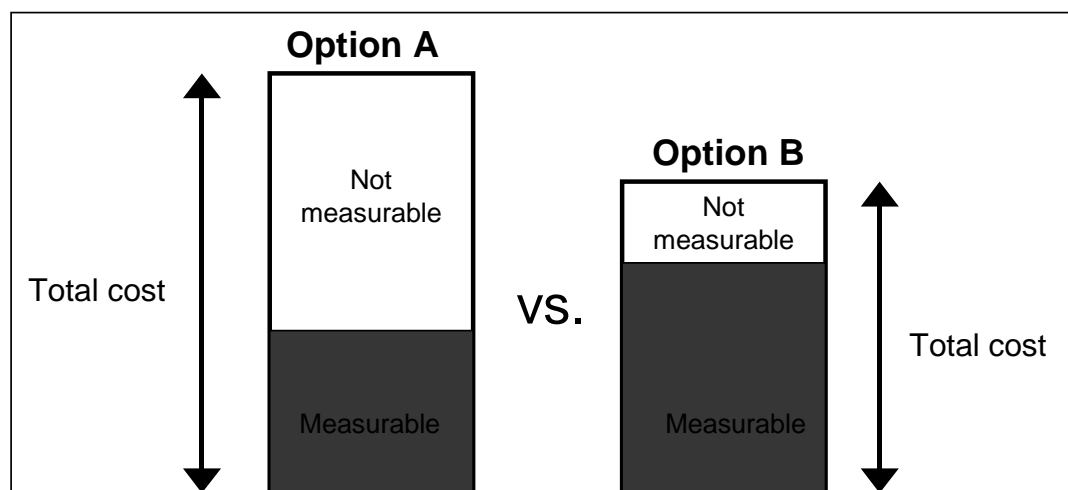 Option A
Not
measurable
Total cost
Measurable
vs.
Option B
Not
measurable
Measurable
Total cost